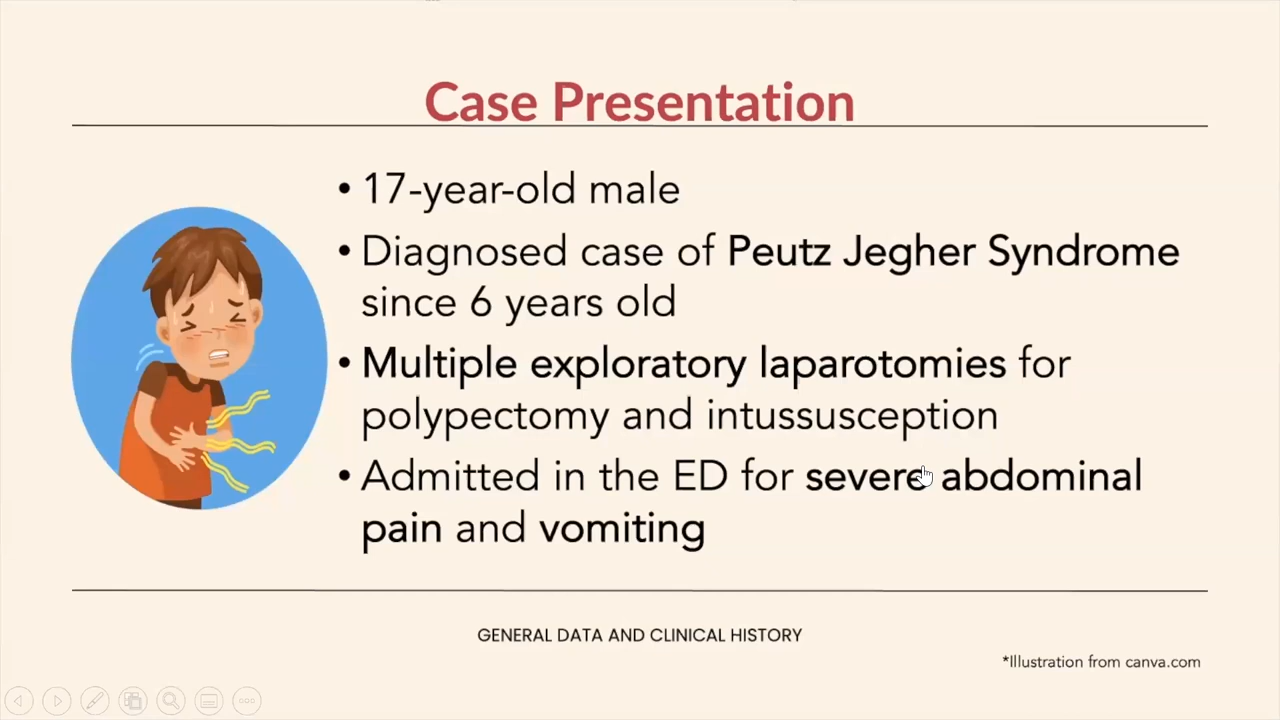 Case Presentation
• 17-year-old male
• Diagnosed case of Peutz Jegher Syndrome
since 6 years old
• Multiple exploratory laparotomies for
polypectomy and intussusception
• Admitted in the ED for severe abdominal
pain and vomiting
GENERAL DATA AND CLINICAL HISTORY
*Illustration from canva.com